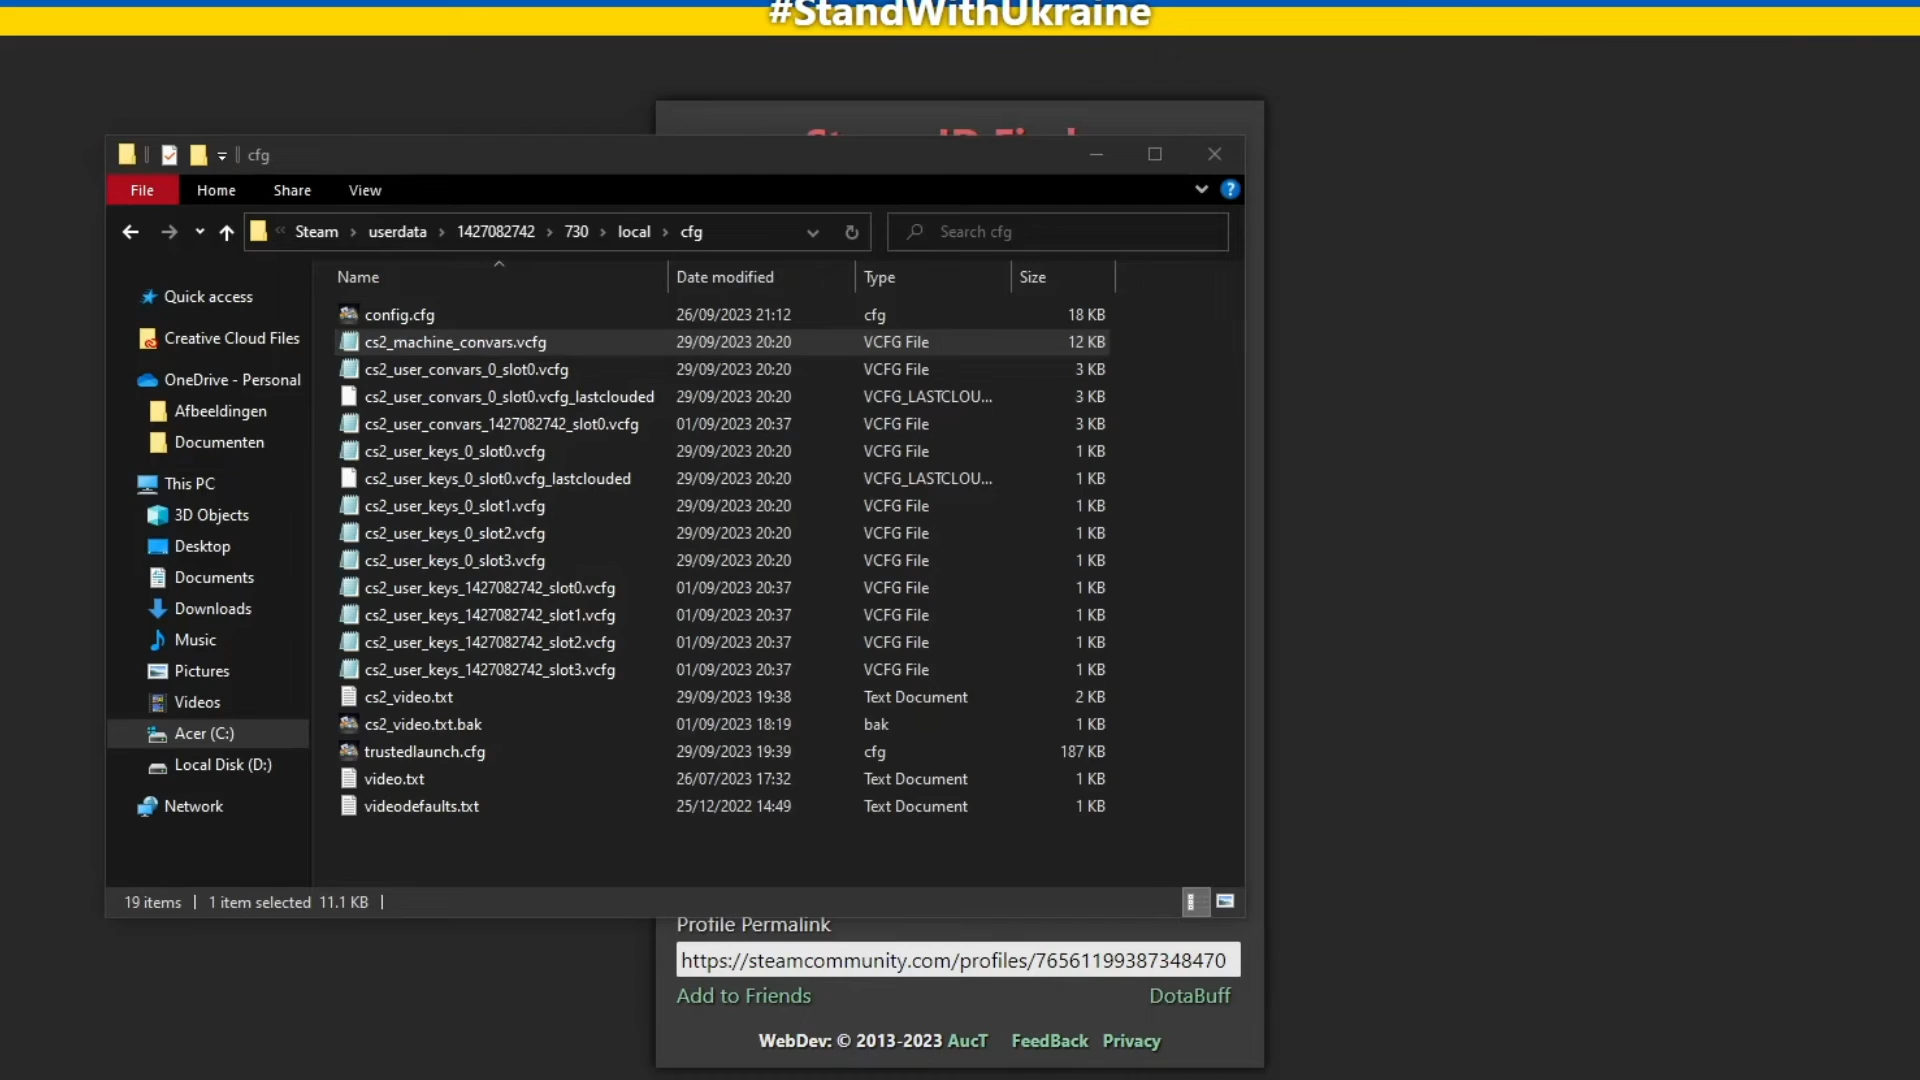 #StandWithUkraine
cfg
File Home Share View
« Steam › userdata › 1427082742 › 730 › local › cfg
Search cfg
Name Date modified Type Size
Quick access
Creative Cloud Files
OneDrive - Personal
Afbeeldingen
Documenten
This PC
3D Objects
Desktop
Documents
Downloads
Music
Pictures
Videos
Acer (C:)
Local Disk (D:)
Network
config.cfg 26/09/2023 21:12 cfg 18 KB
cs2_machine_convars.vcfg 29/09/2023 20:20 VCFG File 12 KB
cs2_user_convars_0_slot0.vcfg 29/09/2023 20:20 VCFG File 3 KB
cs2_user_convars_0_slot0.vcfg_lastclouded 29/09/2023 20:20 VCFG_LASTCLOU... 3 KB
cs2_user_convars_1427082742_slot0.vcfg 01/09/2023 20:37 VCFG File 3 KB
cs2_user_keys_0_slot0.vcfg 29/09/2023 20:20 VCFG File 1 KB
cs2_user_keys_0_slot0.vcfg_lastclouded 29/09/2023 20:20 VCFG_LASTCLOU... 1 KB
cs2_user_keys_0_slot1.vcfg 29/09/2023 20:20 VCFG File 1 KB
cs2_user_keys_0_slot2.vcfg 29/09/2023 20:20 VCFG File 1 KB
cs2_user_keys_0_slot3.vcfg 29/09/2023 20:20 VCFG File 1 KB
cs2_user_keys_1427082742_slot0.vcfg 01/09/2023 20:37 VCFG File 1 KB
cs2_user_keys_1427082742_slot1.vcfg 01/09/2023 20:37 VCFG File 1 KB
cs2_user_keys_1427082742_slot2.vcfg 01/09/2023 20:37 VCFG File 1 KB
cs2_user_keys_1427082742_slot3.vcfg 01/09/2023 20:37 VCFG File 1 KB
cs2_video.txt 29/09/2023 19:38 Text Document 2 KB
cs2_video.txt.bak 01/09/2023 18:19 bak 1 KB
trustedlaunch.cfg 29/09/2023 19:39 cfg 187 KB
video.txt 26/07/2023 17:32 Text Document 1 KB
videodefaults.txt 25/12/2022 14:49 Text Document 1 KB
19 items | 1 item selected 11.1 KB |
Profile Permalink
https://steamcommunity.com/profiles/76561199387348470
Add to Friends DotaBuff
WebDev: © 2013-2023 AucT FeedBack Privacy